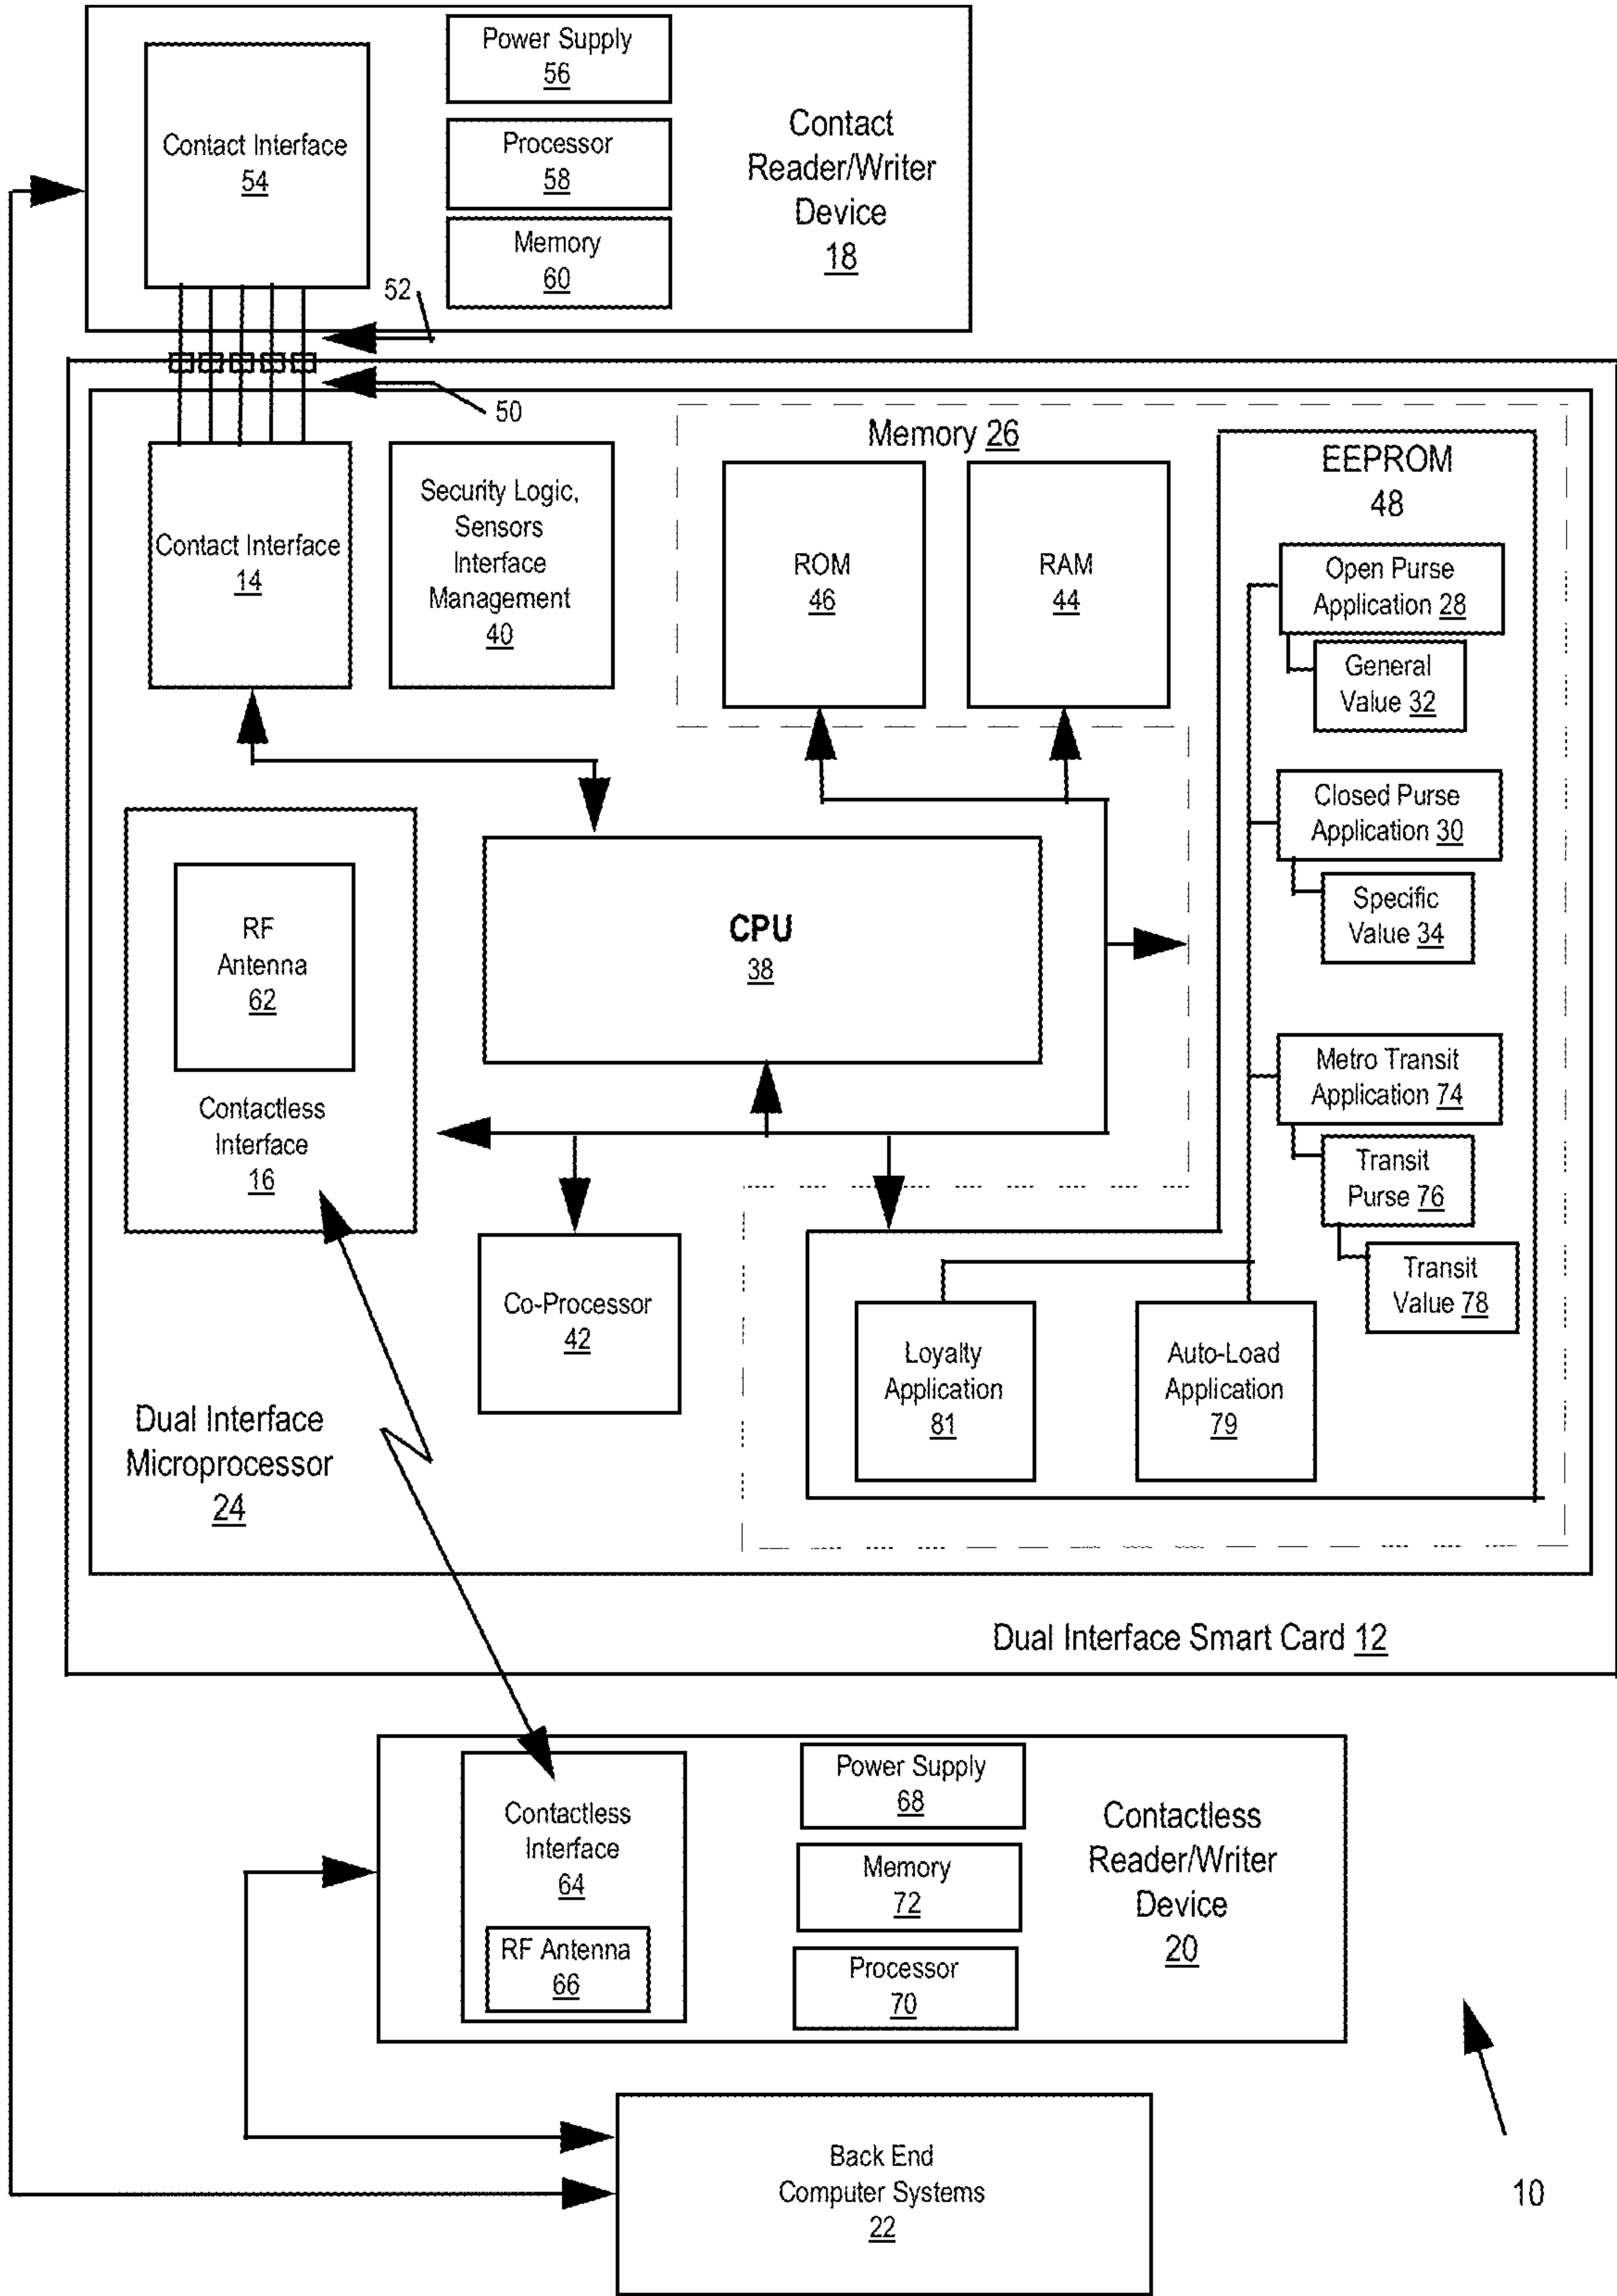 Power Supply
56
Contact Interface
54
Processor
58
Memory
60
Contact
Reader/Writer
Device
18
52
50
Contact Interface
14
Security Logic,
Sensors
Interface
Management
40
Memory 26
ROM
46
RAM
44
EEPROM
48
Open Purse
Application 28
General
Value 32
Closed Purse
Application 30
Specific
Value 34
Metro Transit
Application 74
Transit
Purse 76
Transit
Value 78
CPU
38
RF
Antenna
62
Contactless
Interface
16
Co-Processor
42
Loyalty
Application
81
Auto-Load
Application
79
Dual Interface
Microprocessor
24
Dual Interface Smart Card 12
Contactless
Interface
64
RF Antenna
66
Power Supply
68
Memory
72
Processor
70
Contactless
Reader/Writer
Device
20
Back End
Computer Systems
22
10